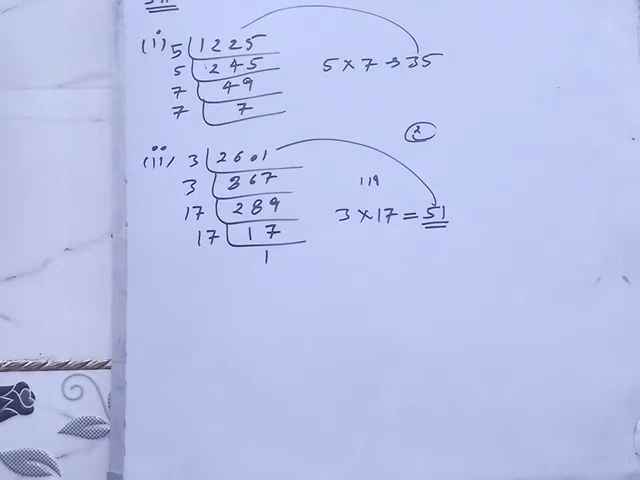 (i) 5 | 1225
5 | 245
7 | 49
7 | 7
5 × 7 → 35
2
(ii) 3 | 2601
3 | 867
17 | 289
17 | 17
1
119
3 × 17 = 51